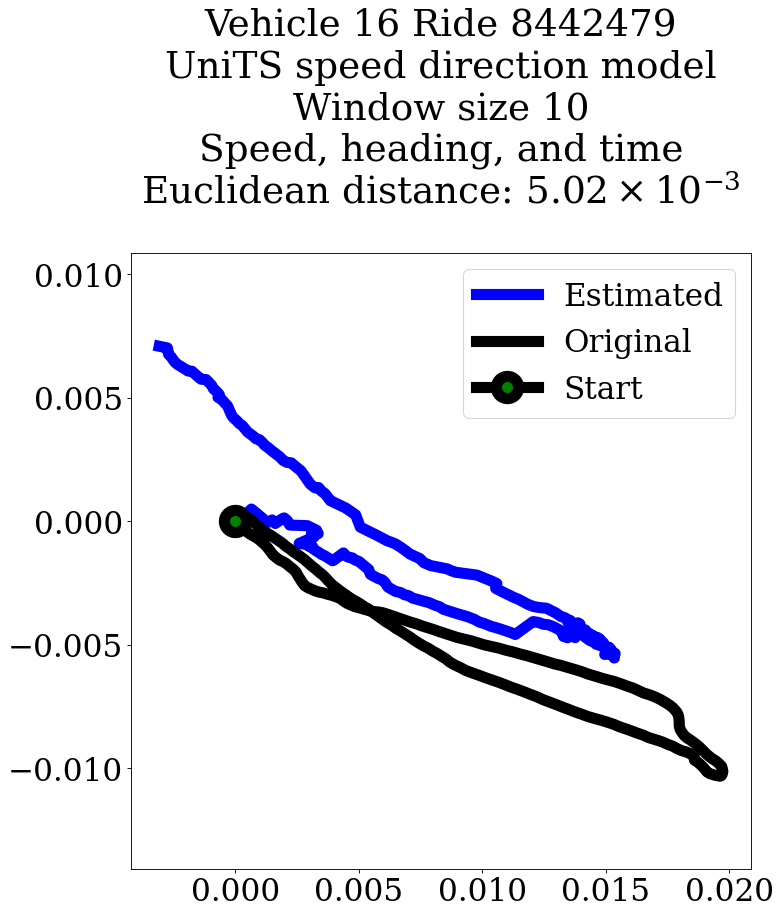 Vehicle 16 Ride 8442479
UniTS speed direction model
Window size 10
Speed, heading, and time
Euclidean distance: 5.02 × 10⁻³
0.010
0.005
0.000
−0.005
−0.010
Estimated
Original
Start
0.000 0.005 0.010 0.015 0.020